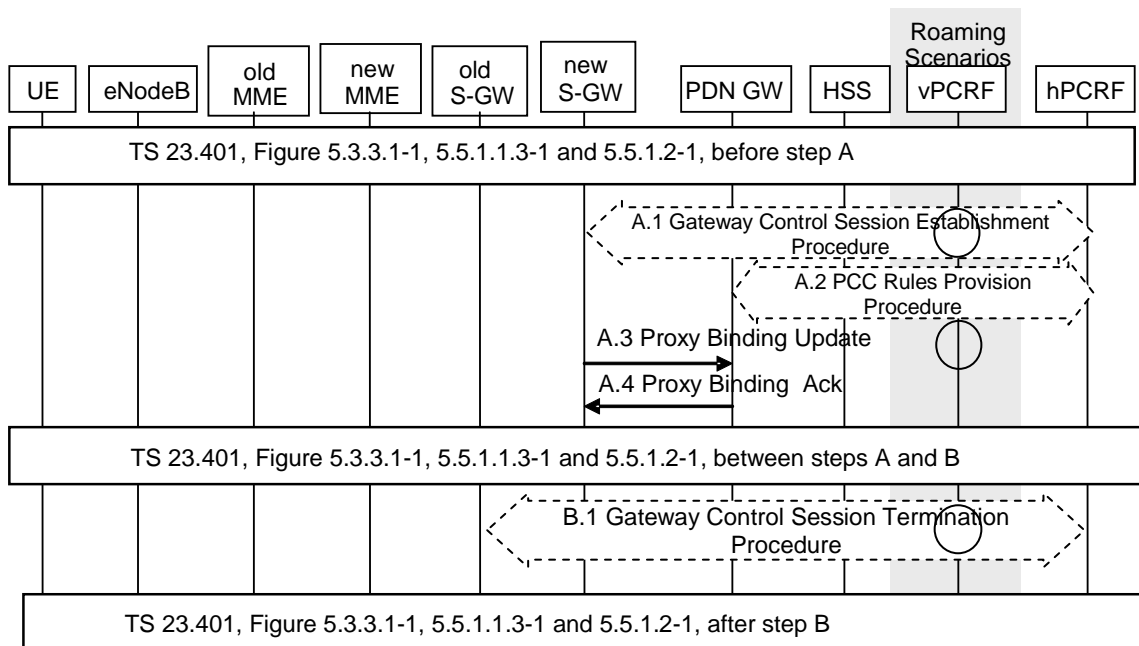 Roaming
Scenarios
UE
eNodeB
old
MME
new
MME
old
S-GW
new
S-GW
PDN GW
HSS
vPCRF
hPCRF
TS 23.401, Figure 5.3.3.1-1, 5.5.1.1.3-1 and 5.5.1.2-1, before step A
A.1 Gateway Control Session Establishment
Procedure
A.2 PCC Rules Provision
Procedure
A.3 Proxy Binding Update
A.4 Proxy Binding Ack
TS 23.401, Figure 5.3.3.1-1, 5.5.1.1.3-1 and 5.5.1.2-1, between steps A and B
B.1 Gateway Control Session Termination
Procedure
TS 23.401, Figure 5.3.3.1-1, 5.5.1.1.3-1 and 5.5.1.2-1, after step B